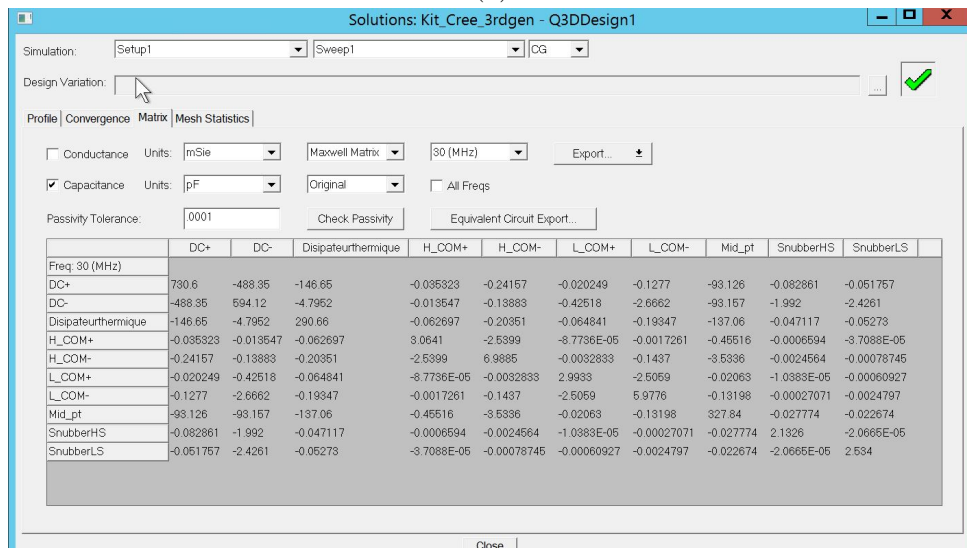 Solutions: Kit_Cree_3rdgen - Q3DDesign1
Simulation: Setup1 Sweep1 CG
Design Variation: ...
Profile Convergence Matrix Mesh Statistics
Conductance Units: mSie Maxwell Matrix 30 (MHz) Export...
Capacitance Units: pF Original All Freqs
Passivity Tolerance: .0001 Check Passivity Equivalent Circuit Export...
DC+ DC- Disipateurthermique H_COM+ H_COM- L_COM+ L_COM- Mid_pt SnubberHS SnubberLS
Freq: 30 (MHz)
DC+ 730.6 -488.35 -146.65 -0.035323 -0.24157 -0.020249 -0.1277 -93.126 -0.082861 -0.051757
DC- -488.35 594.12 -4.7952 -0.013547 -0.13883 -0.42518 -2.6662 -93.157 -1.992 -2.4261
Disipateurthermique -146.65 -4.7952 290.66 -0.062697 -0.20351 -0.064841 -0.19347 -137.06 -0.047117 -0.05273
H_COM+ -0.035323 -0.013547 -0.062697 3.0641 -2.5399 -8.7736E-05 -0.0017261 -0.45516 -0.0006594 -3.7088E-05
H_COM- -0.24157 -0.13883 -0.20351 -2.5399 6.9885 -0.0032833 -0.1437 -3.5336 -0.0024564 -0.00078745
L_COM+ -0.020249 -0.42518 -0.064841 -8.7736E-05 -0.0032833 2.9933 -2.5059 -0.02063 -1.0383E-05 -0.00060927
L_COM- -0.1277 -2.6662 -0.19347 -0.0017261 -0.1437 -2.5059 5.9776 -0.13198 -0.00027071 -0.0024797
Mid_pt -93.126 -93.157 -137.06 -0.45516 -3.5336 -0.02063 -0.13198 327.84 -0.027774 -0.022674
SnubberHS -0.082861 -1.992 -0.047117 -0.0006594 -0.0024564 -1.0383E-05 -0.00027071 -0.027774 2.1326 -2.0665E-05
SnubberLS -0.051757 -2.4261 -0.05273 -3.7088E-05 -0.00078745 -0.00060927 -0.0024797 -0.022674 -2.0665E-05 2.534
Close